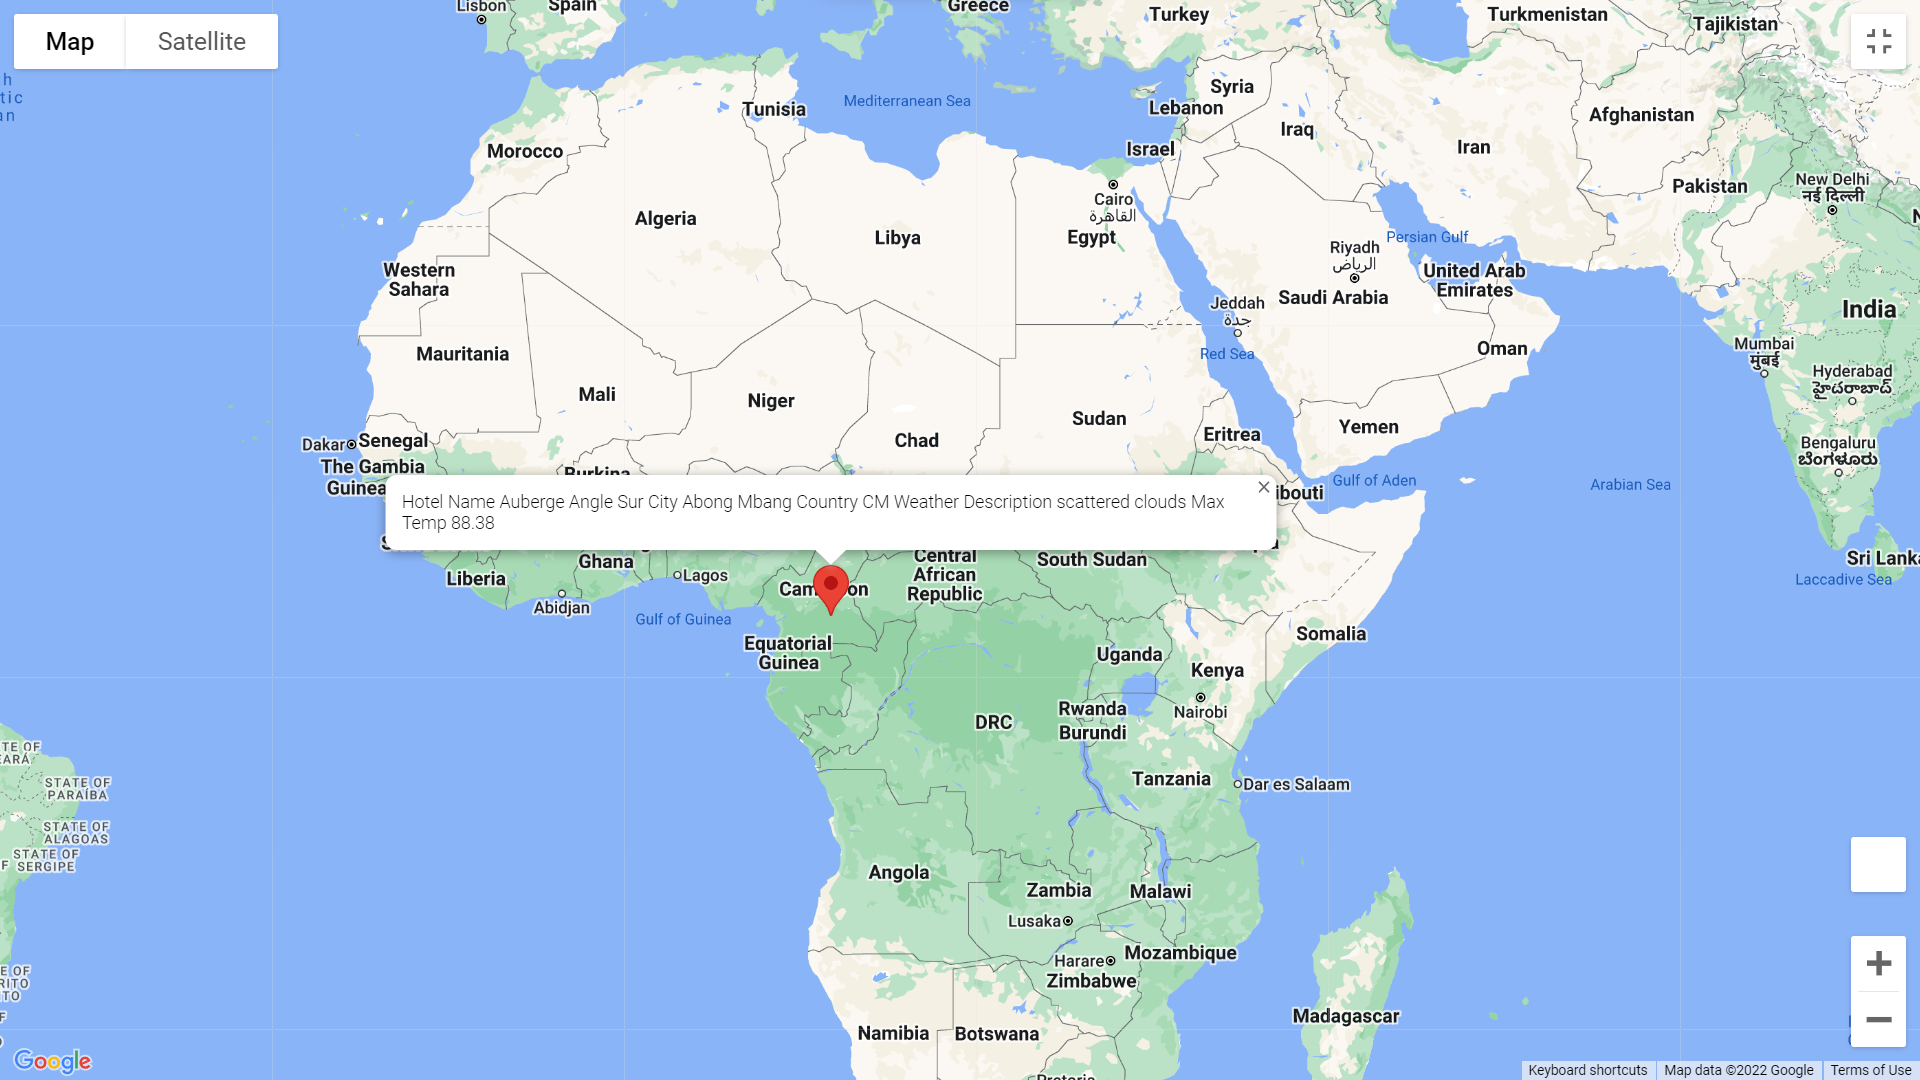 Lisbon
Spain
Greece
Turkey
Turkmenistan
Tajikistan
Map
Satellite
Syria
Tunisia
Mediterranean Sea
Lebanon
Afghanistan
Iraq
Morocco
Israel
Iran
Pakistan
New Delhi
नई दिल्ली
Cairo
القاهرة
Algeria
Libya
Egypt
Persian Gulf
Riyadh
الرياض
Western
Sahara
United Arab
Emirates
Saudi Arabia
Jeddah
جدة
India
Mauritania
Red Sea
Oman
Mumbai
मुंबई
Hyderabad
హైదరాబాద్
Mali
Niger
Sudan
Yemen
Dakar
Senegal
Chad
Eritrea
Bengaluru
ಬೆಂಗಳೂರು
The Gambia
Burkina
Guinea
Gulf of Aden
Arabian Sea
ibouti
Hotel Name Auberge Angle Sur City Abong Mbang Country CM Weather Description scattered clouds Max
Temp 88.38
Ghana
Central
African
Republic
South Sudan
Sri Lanka
Liberia
Lagos
Laccadive Sea
Cam on
Abidjan
Gulf of Guinea
Equatorial
Guinea
Uganda
Somalia
Kenya
Rwanda
Nairobi
DRC
Burundi
STATE OF
PARAÍBA
Tanzania
Dar es Salaam
STATE OF
ALAGOAS
STATE OF
SERGIPE
Angola
Zambia
Malawi
Lusaka
Harare
Mozambique
Zimbabwe
Madagascar
Namibia
Botswana
Pretoria
Google
Keyboard shortcuts
Map data ©2022 Google
Terms of Use